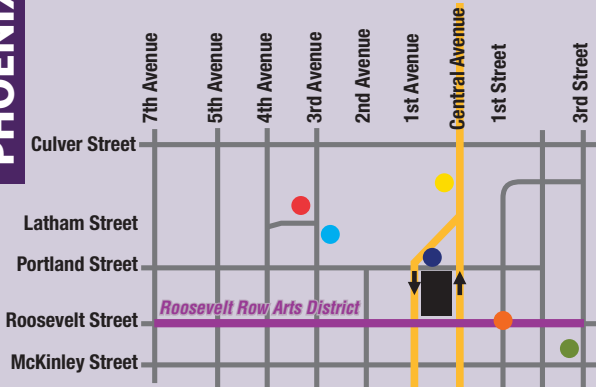 PHOENIX
7th Avenue
5th Avenue
4th Avenue
3rd Avenue
2nd Avenue
1st Avenue
Central Avenue
1st Street
3rd Street
Culver Street
Latham Street
Portland Street
Roosevelt Row Arts District
Roosevelt Street
McKinley Street